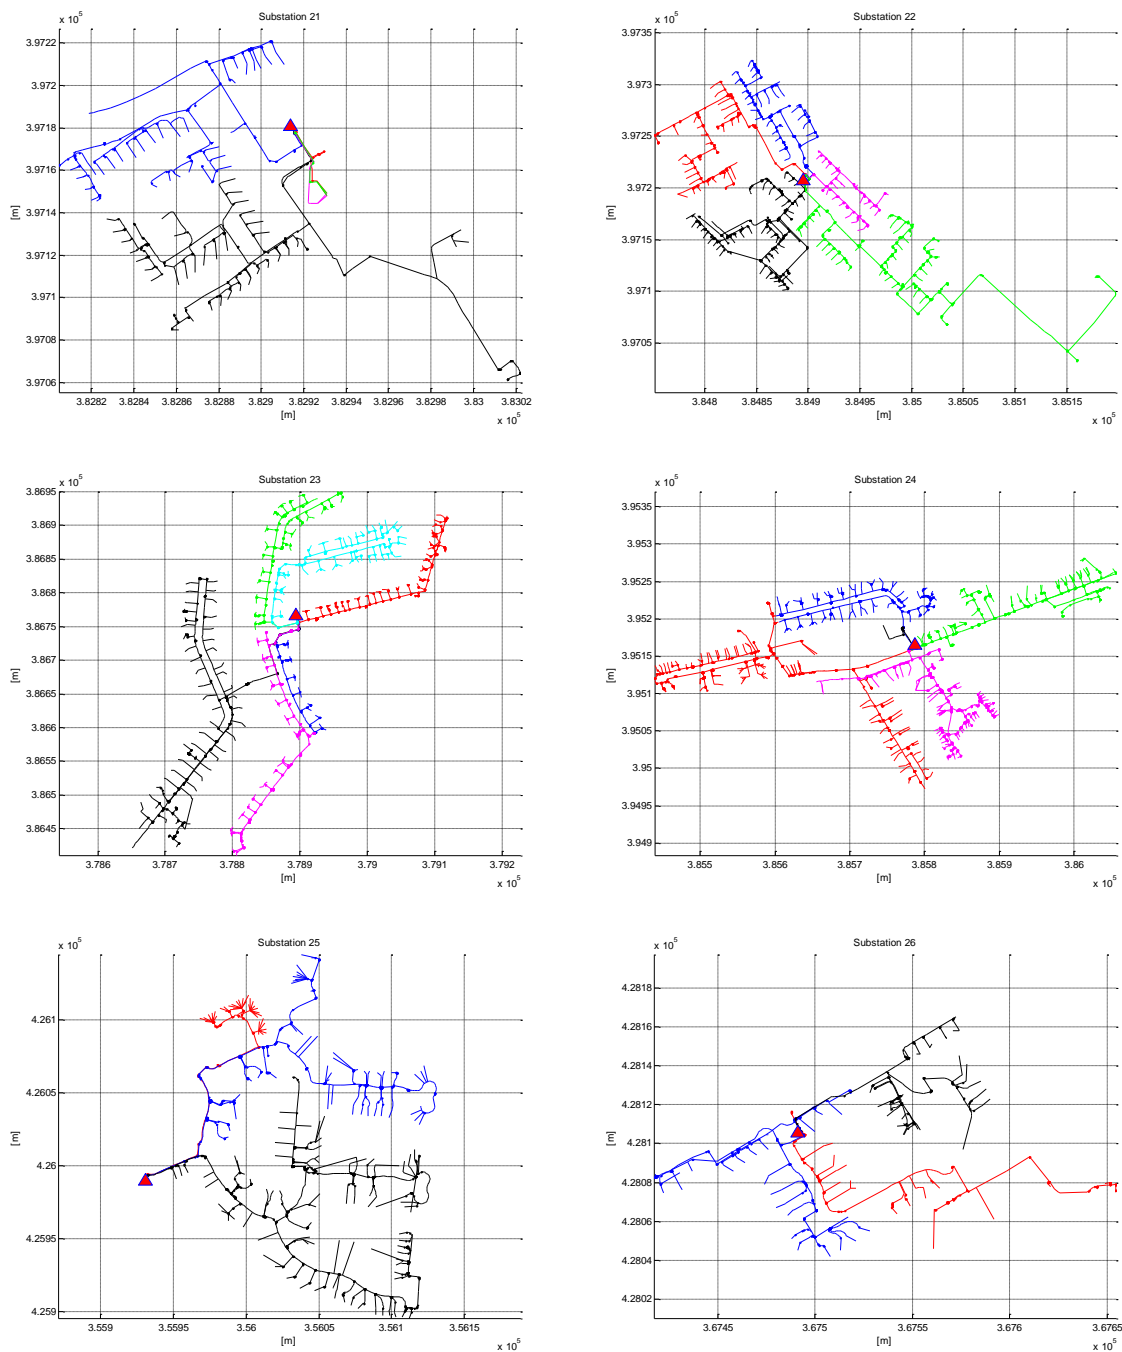 Substation 21
x 10^5
3.9722
3.972
3.9718
3.9716
3.9714
3.9712
3.971
3.9708
3.9706
[m]
3.8282 3.8284 3.8286 3.8288 3.829 3.8292 3.8294 3.8296 3.8298 3.83 3.8302
[m]
x 10^5
Substation 22
x 10^5
3.9735
3.973
3.9725
3.972
3.9715
3.971
3.9705
[m]
3.848 3.8485 3.849 3.8495 3.85 3.8505 3.851 3.8515
[m]
x 10^5
Substation 23
x 10^5
3.8695
3.869
3.8685
3.868
3.8675
3.867
3.8665
3.866
3.8655
3.865
3.8645
[m]
3.786 3.787 3.788 3.789 3.79 3.791 3.792
[m]
x 10^5
Substation 24
x 10^5
3.9535
3.953
3.9525
3.952
3.9515
3.951
3.9505
3.95
3.9495
3.949
[m]
3.855 3.856 3.857 3.858 3.859 3.86
[m]
x 10^5
Substation 25
x 10^5
4.261
4.2605
4.26
4.2595
4.259
[m]
3.559 3.5595 3.56 3.5605 3.561 3.5615
[m]
x 10^5
Substation 26
x 10^5
4.2818
4.2816
4.2814
4.2812
4.281
4.2808
4.2806
4.2804
4.2802
[m]
3.6745 3.675 3.6755 3.676 3.6765
[m]
x 10^5